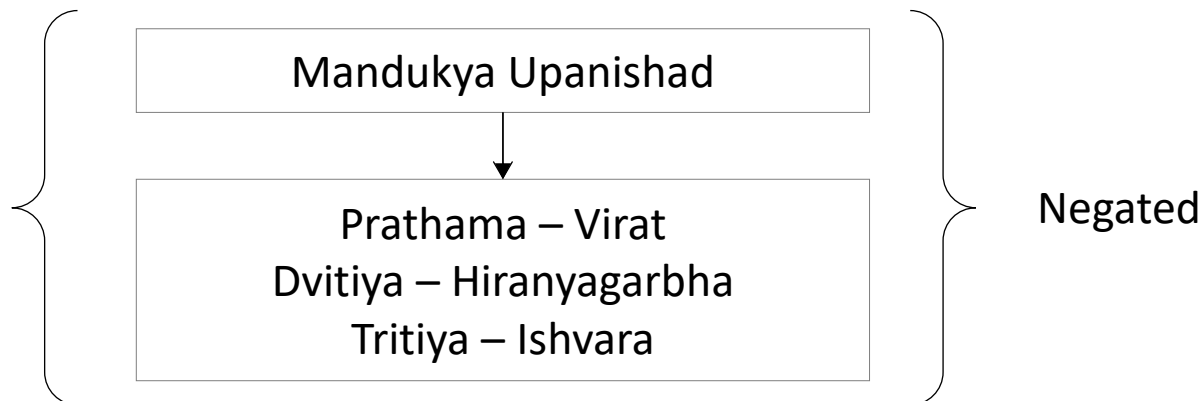 Mandukya Upanishad
Prathama – Virat
Dvitiya – Hiranyagarbha
Tritiya – Ishvara
Negated